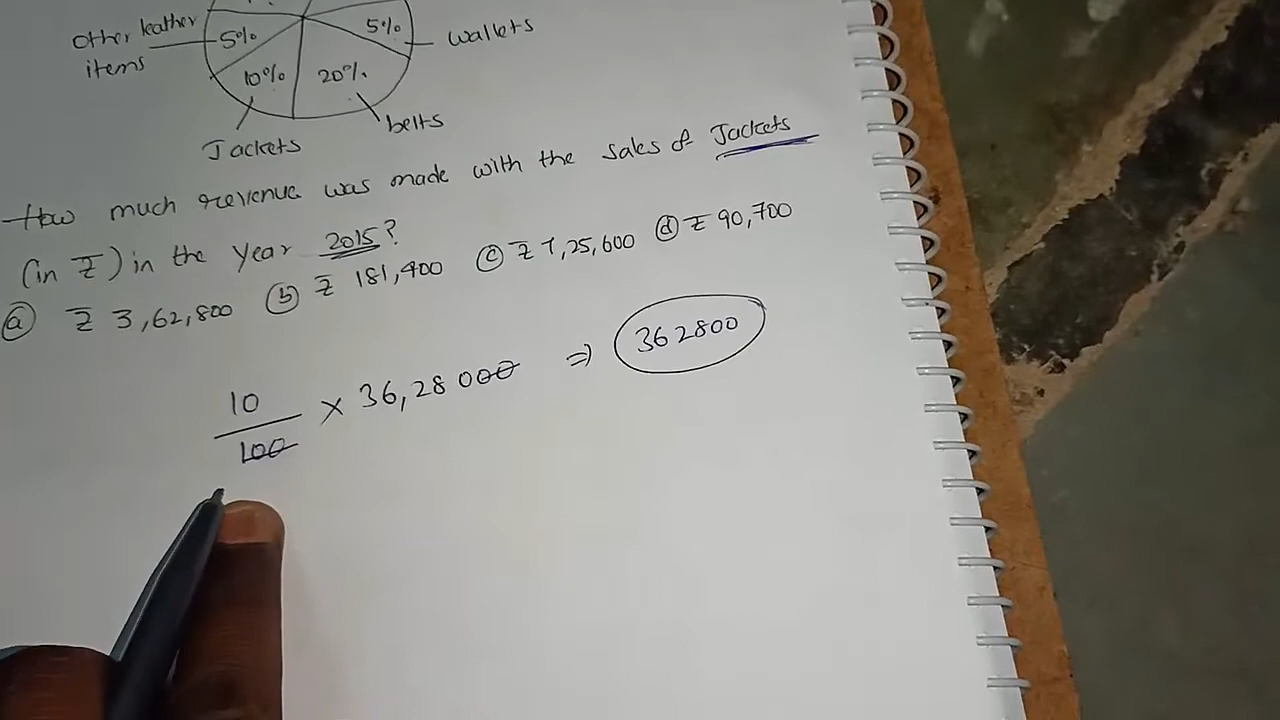 other leather
items
5%
5%
wallets
10%
20%
Jackets
belts
How much revenue was made with the sales of Jackets
(in ₹) in the year 2015?
(a) ₹ 3,62,800 (b) ₹ 181,400 (c) ₹ 1,25,600 (d) ₹ 90,700
10/100 × 36,28000 ⇒ 362800